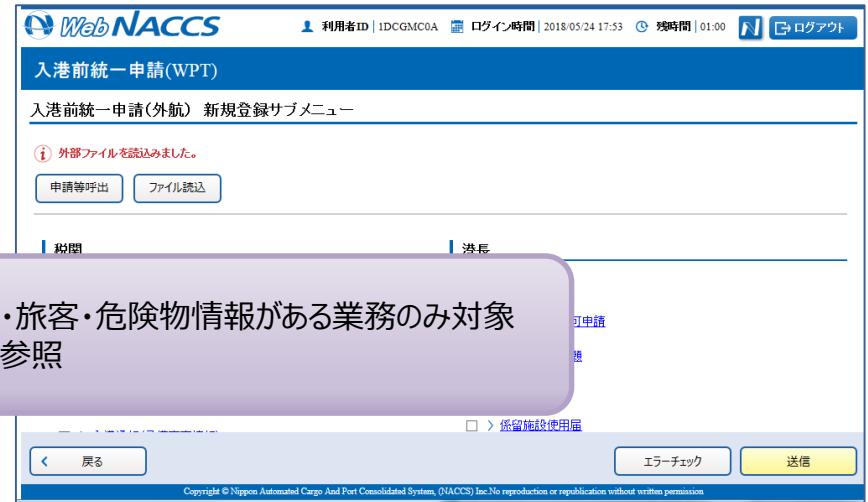 Web NACCS 利用者ID | 1DCGMC0A ログイン時間 | 2018/05/24 17:53 残時間 | 01:00 N ログアウト
入港前統一申請(WPT)
入港前統一申請(外航) 新規登録サブメニュー
外部ファイルを読込みました。
申請等呼出 ファイル読込
税関 港長
・旅客・危険物情報がある業務のみ対象
参照
可申請
> 係留施設使用届
< 戻る エラーチェック 送信
Copyright © Nippon Automated Cargo And Port Consolidated System, (NACCS) Inc.No reproduction or republication without written permission